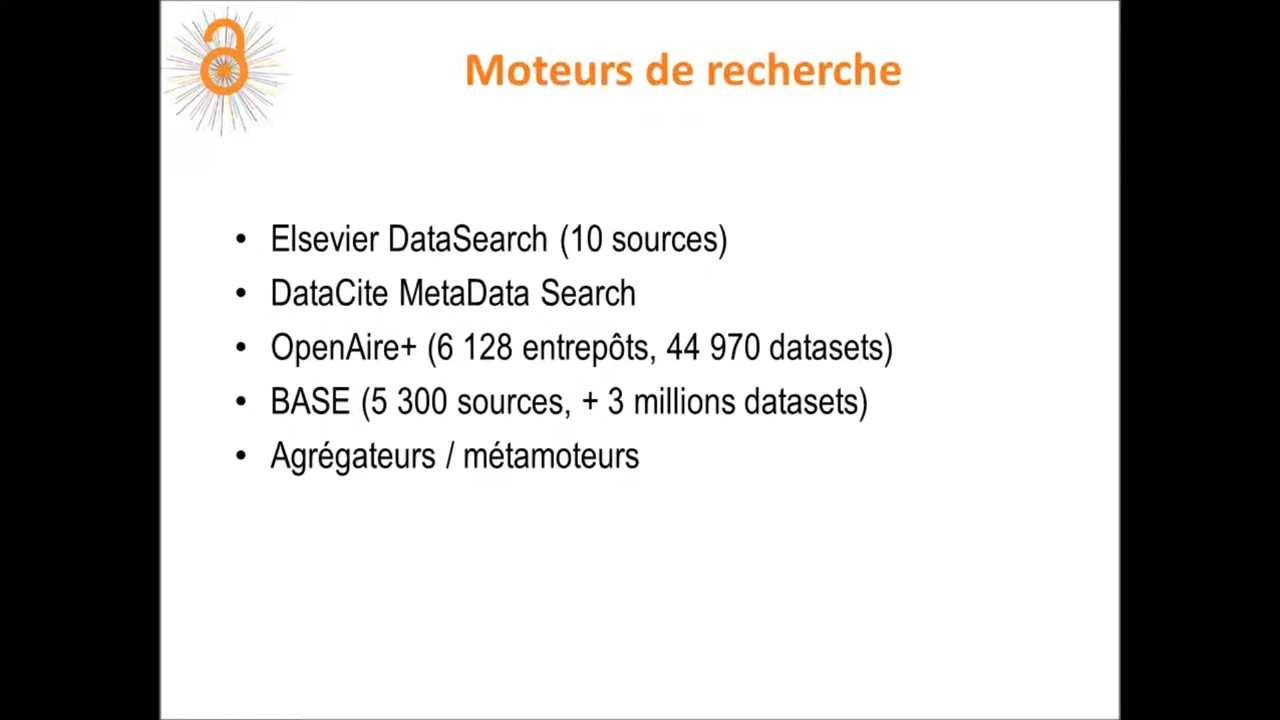 Moteurs de recherche
• Elsevier DataSearch (10 sources)
• DataCite MetaData Search
• OpenAire+ (6 128 entrepôts, 44 970 datasets)
• BASE (5 300 sources, + 3 millions datasets)
• Agrégateurs / métamoteurs